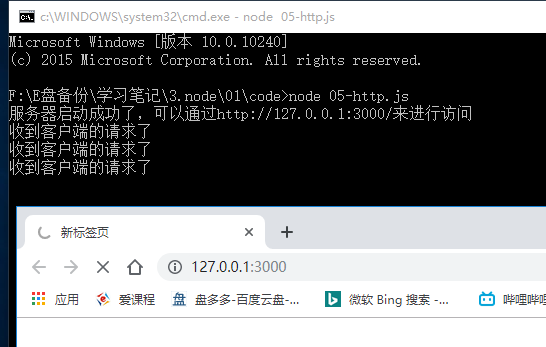 c:\WINDOWS\system32\cmd.exe - node 05-http.js
Microsoft Windows [版本 10.0.10240]
(c) 2015 Microsoft Corporation. All rights reserved.
F:\E盘备份\学习笔记\3.node\01\code>node 05-http.js
服务器启动成功了，可以通过http://127.0.0.1:3000/来进行访问
收到客户端的请求了
收到客户端的请求了
收到客户端的请求了
新标签页
127.0.0.1:3000
应用 爱课程 盘 盘多多-百度云盘-... 微软 Bing 搜索 -... 哔哩哔哩